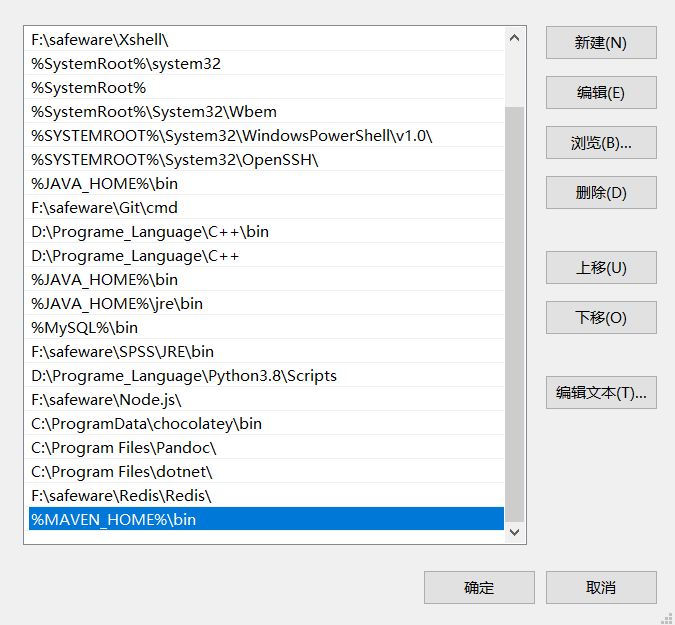 F:\safeware\Xshell\
%SystemRoot%\system32
%SystemRoot%
%SystemRoot%\System32\Wbem
%SYSTEMROOT%\System32\WindowsPowerShell\v1.0\
%SYSTEMROOT%\System32\OpenSSH\
%JAVA_HOME%\bin
F:\safeware\Git\cmd
D:\Programe_Language\C++\bin
D:\Programe_Language\C++
%JAVA_HOME%\bin
%JAVA_HOME%\jre\bin
%MySQL%\bin
F:\safeware\SPSS\JRE\bin
D:\Programe_Language\Python3.8\Scripts
F:\safeware\Node.js\
C:\ProgramData\chocolatey\bin
C:\Program Files\Pandoc\
C:\Program Files\dotnet\
F:\safeware\Redis\Redis\
%MAVEN_HOME%\bin
新建(N)
编辑(E)
浏览(B)...
删除(D)
上移(U)
下移(O)
编辑文本(T)...
确定
取消